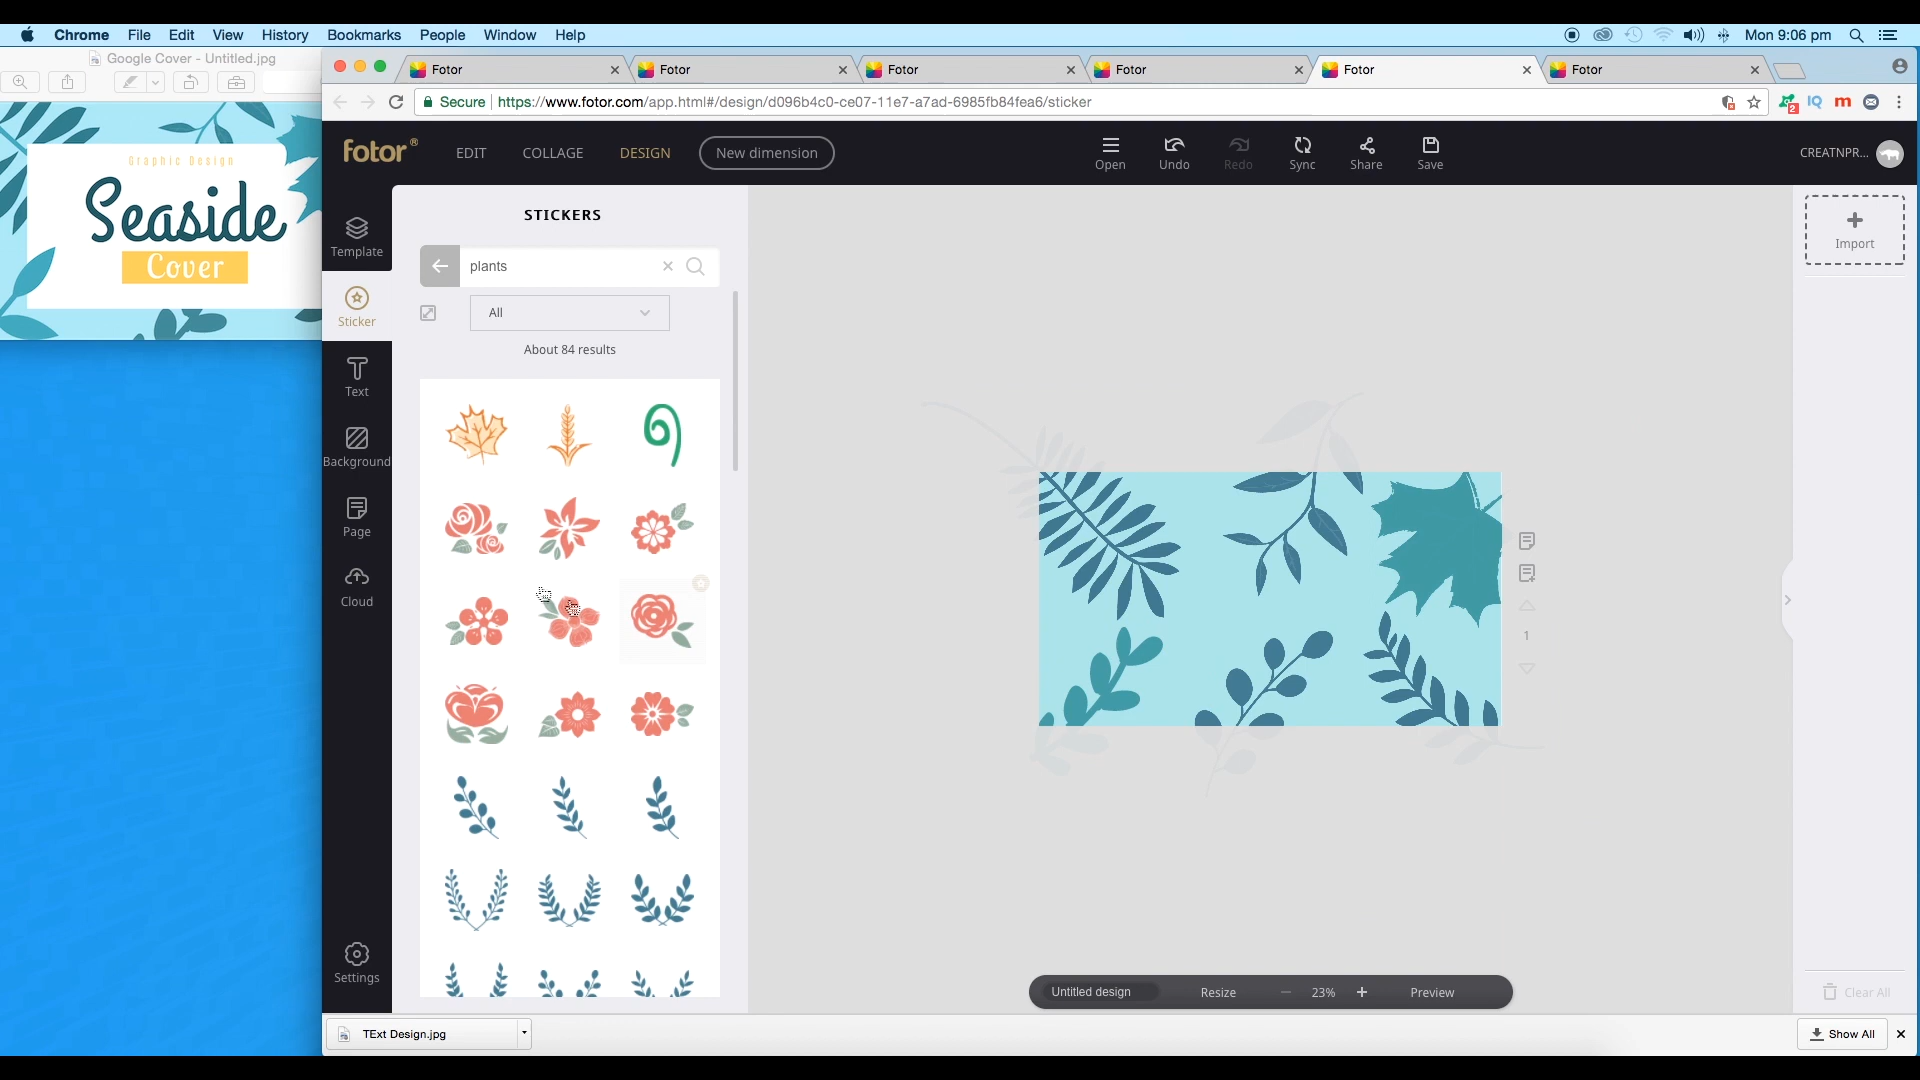 Chrome File Edit View History Bookmarks People Window Help Mon 9:06 pm
Google Cover - Untitled.jpg
Fotor Fotor Fotor Fotor Fotor Fotor
Secure https://www.fotor.com/app.html#/design/d096b4c0-ce07-11e7-a7ad-6985fb84fea6/sticker
2 IQ m
fotor® EDIT COLLAGE DESIGN New dimension
Open Undo Redo Sync Share Save
CREATNPR...
Graphic Design
Seaside
Cover
Template
Sticker
Text
Background
Page
Cloud
Settings
STICKERS
plants
All
About 84 results
Import
1
Untitled design Resize 23% Preview
Clear All
TExt Design.jpg
Show All